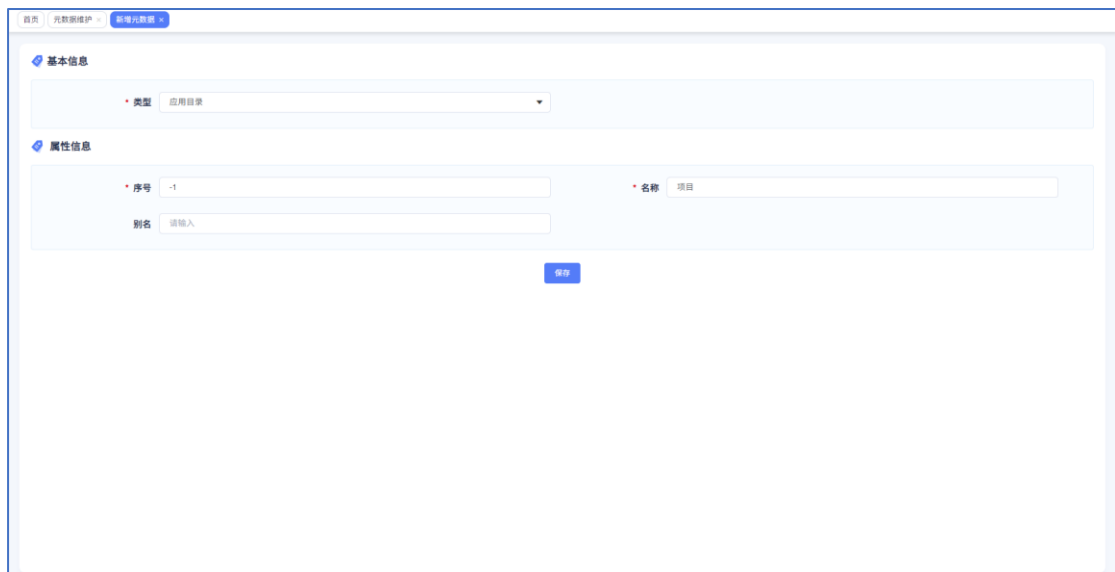 首页 元数据维护 × 新增元数据 ×
基本信息
* 类型 应用目录
属性信息
* 序号 -1 * 名称 项目
别名 请输入
保存